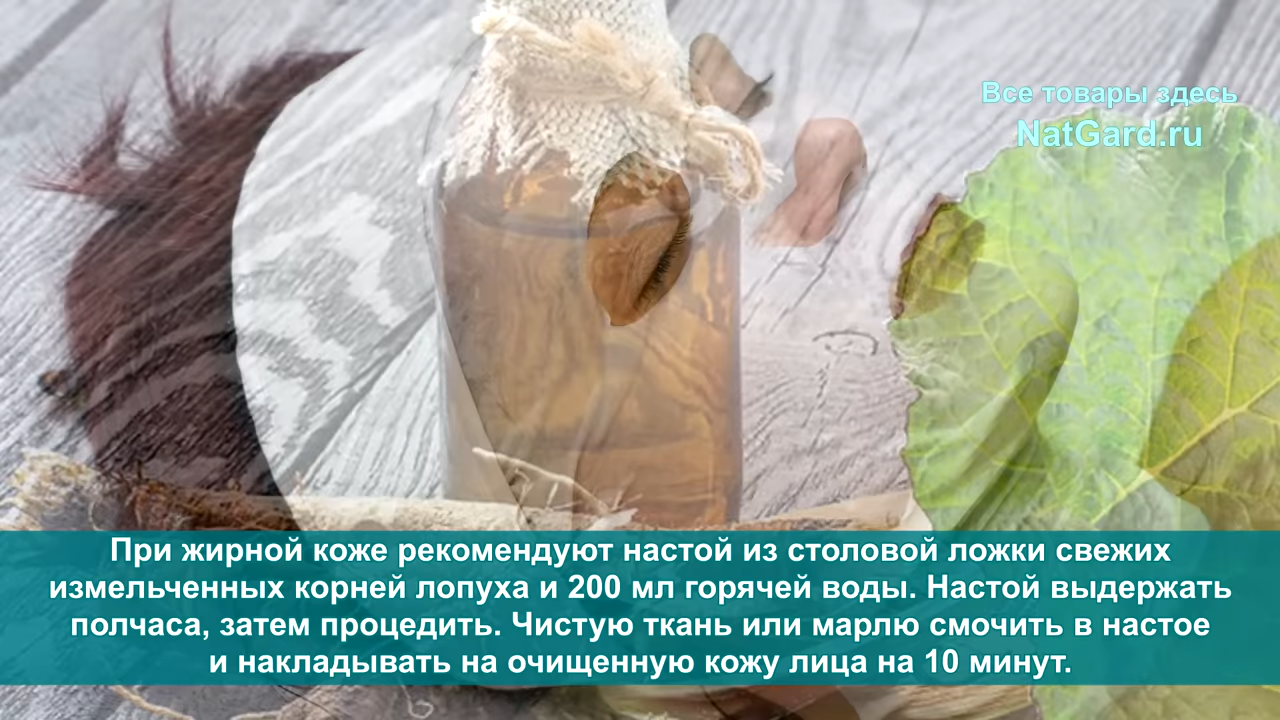 Все товары здесь
NatGard.ru
При жирной коже рекомендуют настой из столовой ложки свежих
измельченных корней лопуха и 200 мл горячей воды. Настой выдержать
полчаса, затем процедить. Чистую ткань или марлю смочить в настое
и накладывать на очищенную кожу лица на 10 минут.